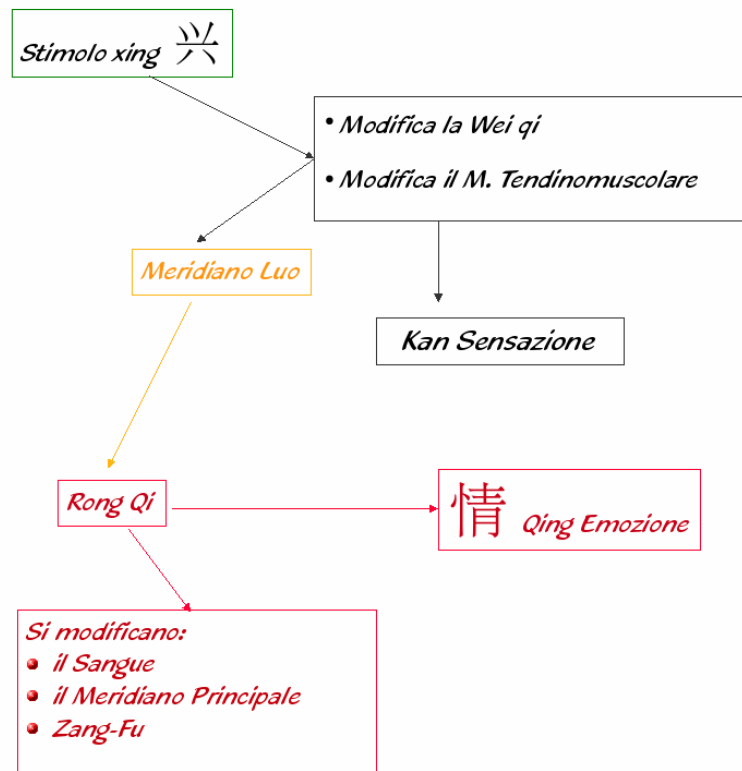 Stimolo xing 兴
• Modifica la Wei qi
• Modifica il M. Tendinomuscolare
Meridiano Luo
Kan Sensazione
Rong Qi
情 Qing Emozione
Si modificano:
• il Sangue
• il Meridiano Principale
• Zang-Fu